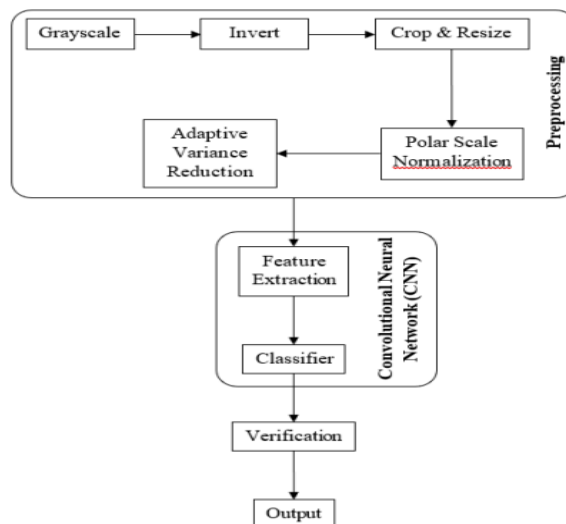 Grayscale
Invert
Crop & Resize
Polar Scale
Normalization
Adaptive
Variance
Reduction
Preprocessing
Feature
Extraction
Classifier
Convolutional Neural
Network (CNN)
Verification
Output